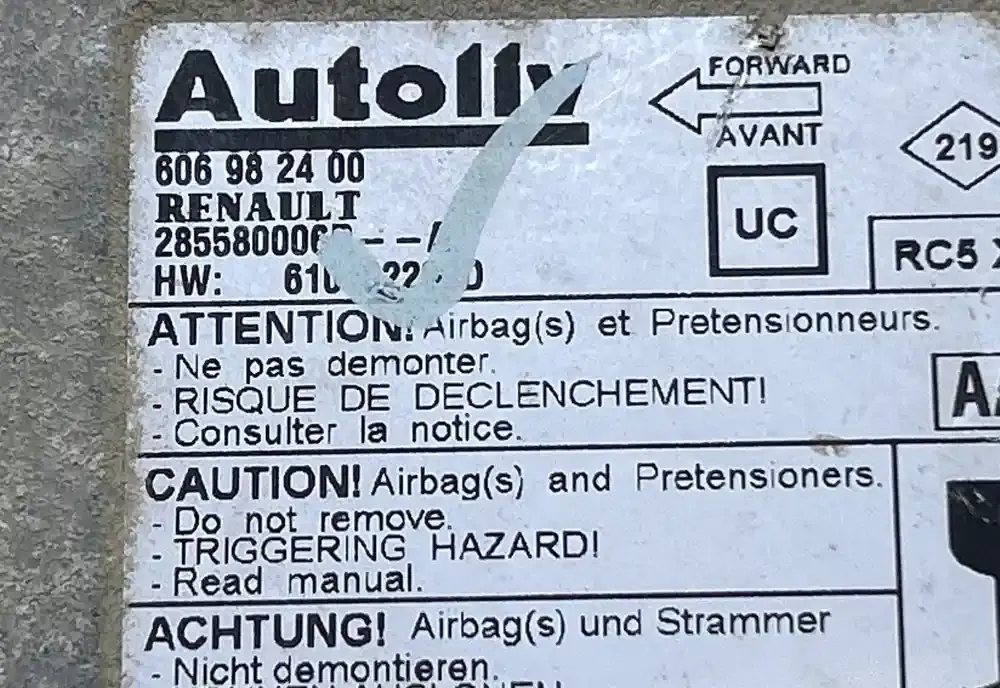 Autoliv
FORWARD
AVANT
219
606 98 24 00
RENAULT
UC
RC5
HW:
ATTENTION! Airbag(s) et Pretensionneurs.
- Ne pas demonter.
- RISQUE DE DECLENCHEMENT!
- Consulter la notice.
CAUTION! Airbag(s) and Pretensioners.
- Do not remove.
- TRIGGERING HAZARD!
- Read manual.
ACHTUNG! Airbag(s) und Strammer
- Nicht demontieren.